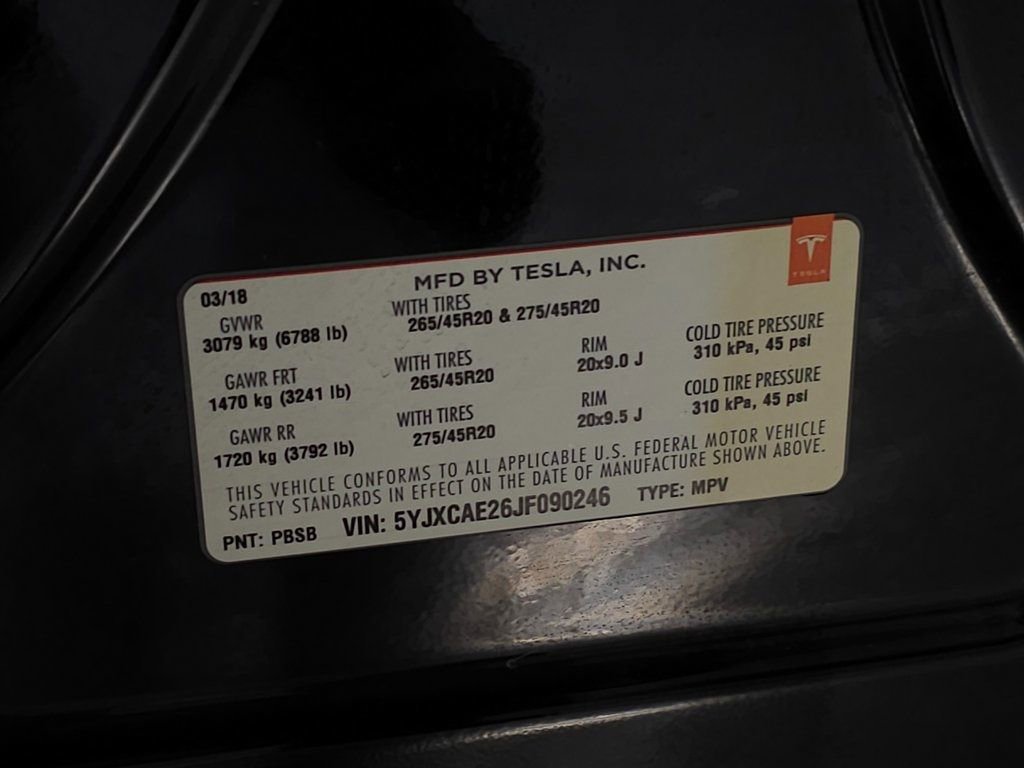 MFD BY TESLA, INC.
TESLA
03/18
GVWR WITH TIRES
3079 kg (6788 lb) 265/45R20 & 275/45R20
GAWR FRT WITH TIRES RIM COLD TIRE PRESSURE
1470 kg (3241 lb) 265/45R20 20x9.0 J 310 kPa, 45 psi
GAWR RR WITH TIRES RIM COLD TIRE PRESSURE
1720 kg (3792 lb) 275/45R20 20x9.5 J 310 kPa, 45 psi
THIS VEHICLE CONFORMS TO ALL APPLICABLE U.S. FEDERAL MOTOR VEHICLE
SAFETY STANDARDS IN EFFECT ON THE DATE OF MANUFACTURE SHOWN ABOVE.
PNT: PBSB VIN: 5YJXCAE26JF090246 TYPE: MPV